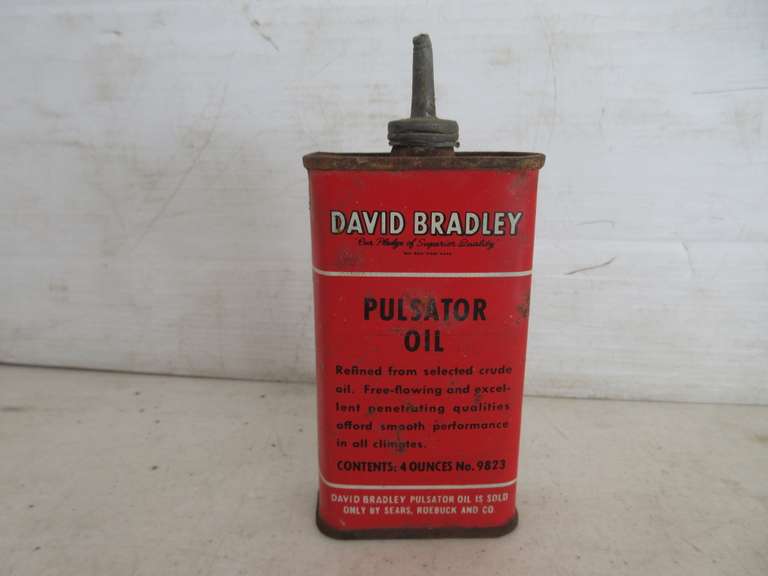 DAVID BRADLEY
"Our Pledge of Superior Quality"
PULSATOR
OIL
Refined from selected crude
oil. Free-flowing and excel-
lent penetrating qualities
afford smooth performance
in all climates.
CONTENTS: 4 OUNCES No. 9823
DAVID BRADLEY PULSATOR OIL IS SOLD
ONLY BY SEARS, ROEBUCK AND CO.